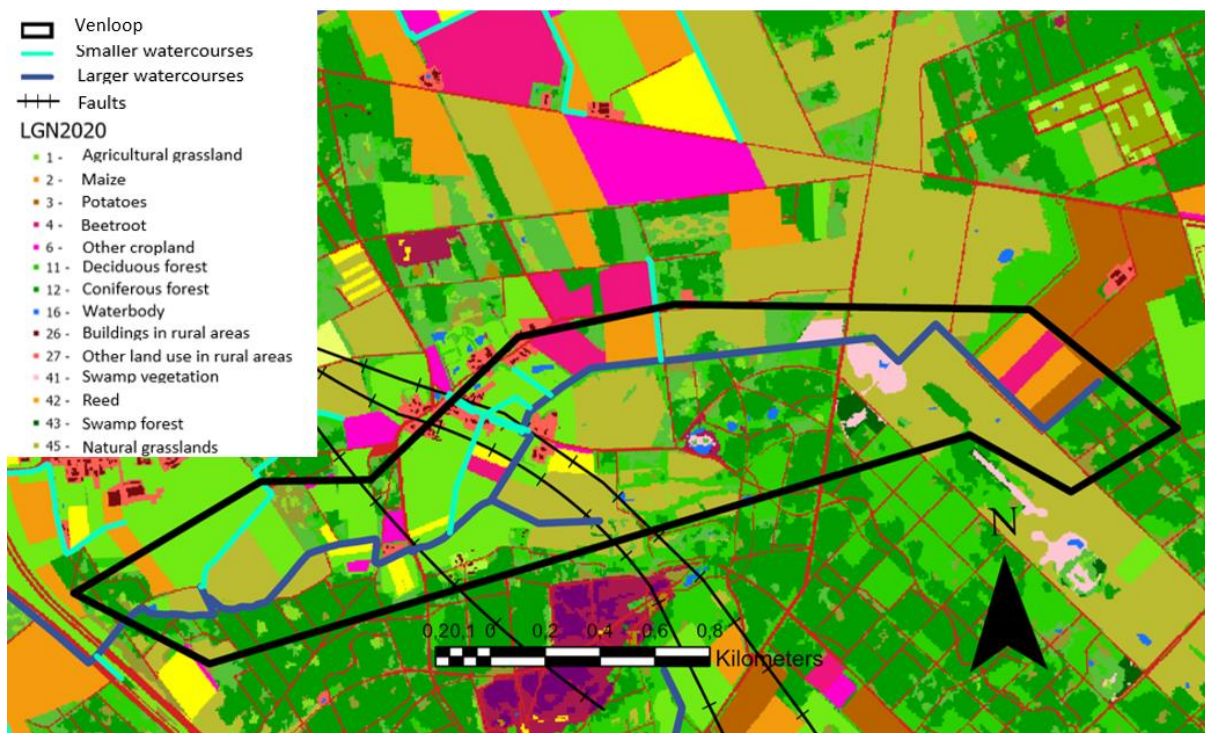 Venloop
Smaller watercourses
Larger watercourses
Faults
LGN2020
1 - Agricultural grassland
2 - Maize
3 - Potatoes
4 - Beetroot
6 - Other cropland
11 - Deciduous forest
12 - Coniferous forest
16 - Waterbody
26 - Buildings in rural areas
27 - Other land use in rural areas
41 - Swamp vegetation
42 - Reed
43 - Swamp forest
45 - Natural grasslands
N
0,20,1 0 0,2 0,4 0,6 0,8
Kilometers